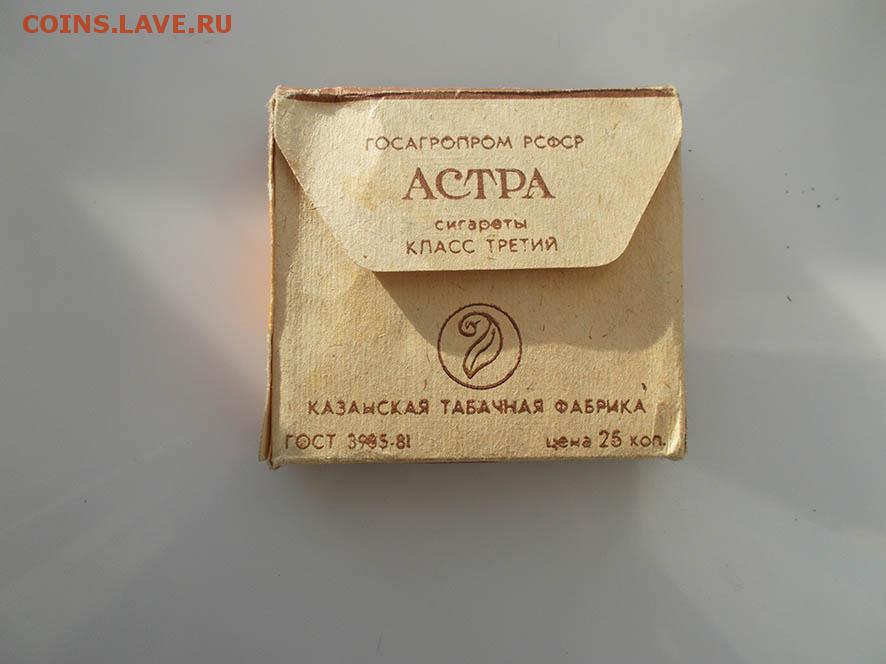 COINS.LAVE.RU
ГОСАГРОПРОМ РСФСР
АСТРА
сигареты
КЛАСС ТРЕТИЙ
КАЗАНСКАЯ ТАБАЧНАЯ ФАБРИКА
ГОСТ 3935-81 цена 25 коп.